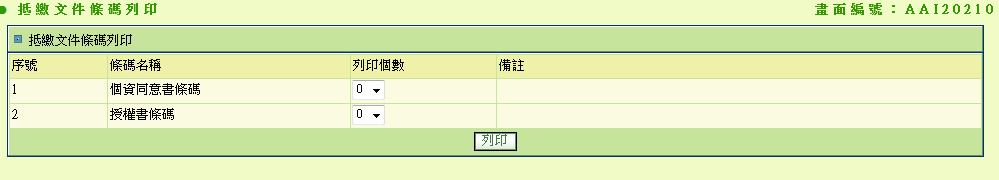 抵繳文件條碼列印 畫面編號：AAI20210
抵繳文件條碼列印
序號 條碼名稱 列印個數 備註
1 個資同意書條碼 0
2 授權書條碼 0
列印